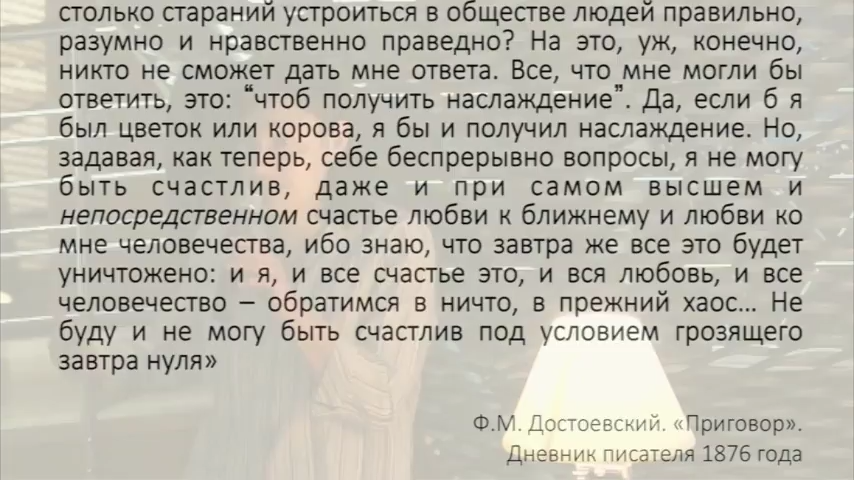 столько стараний устроиться в обществе людей правильно,
разумно и нравственно праведно? На это, уж, конечно,
никто не сможет дать мне ответа. Все, что мне могли бы
ответить, это: “чтоб получить наслаждение”. Да, если б я
был цветок или корова, я бы и получил наслаждение. Но,
задавая, как теперь, себе беспрерывно вопросы, я не могу
быть счастлив, даже и при самом высшем и
непосредственном счастье любви к ближнему и любви ко
мне человечества, ибо знаю, что завтра же все это будет
уничтожено: и я, и все счастье это, и вся любовь, и все
человечество – обратимся в ничто, в прежний хаос... Не
буду и не могу быть счастлив под условием грозящего
завтра нуля»
Ф.М. Достоевский. «Приговор».
Дневник писателя 1876 года